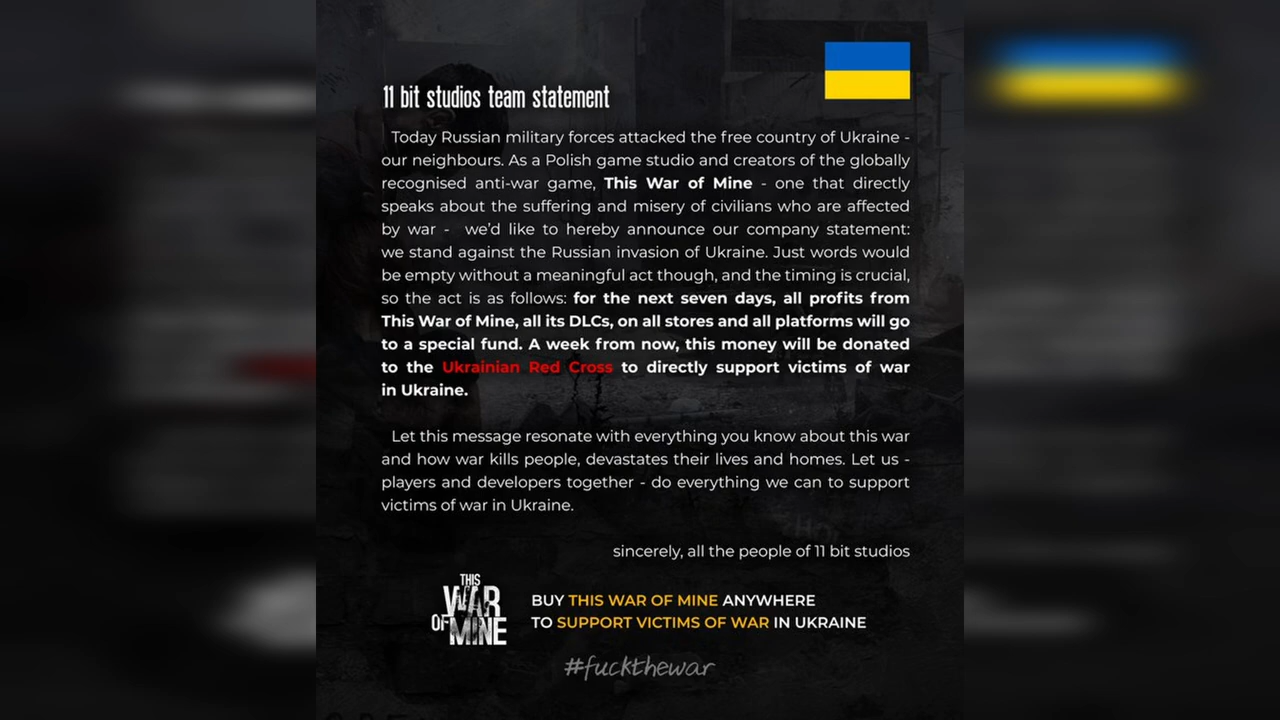 11 bit studios team statement
Today Russian military forces attacked the free country of Ukraine -
our neighbours. As a Polish game studio and creators of the globally
recognised anti-war game, This War of Mine - one that directly
speaks about the suffering and misery of civilians who are affected
by war - we'd like to hereby announce our company statement:
we stand against the Russian invasion of Ukraine. Just words would
be empty without a meaningful act though, and the timing is crucial,
so the act is as follows: for the next seven days, all profits from
This War of Mine, all its DLCs, on all stores and all platforms will go
to a special fund. A week from now, this money will be donated
to the Ukrainian Red Cross to directly support victims of war
in Ukraine.
Let this message resonate with everything you know about this war
and how war kills people, devastates their lives and homes. Let us -
players and developers together - do everything we can to support
victims of war in Ukraine.
sincerely, all the people of 11 bit studios
THIS
WAR
OF MINE
BUY THIS WAR OF MINE ANYWHERE
TO SUPPORT VICTIMS OF WAR IN UKRAINE
#fuckthewar